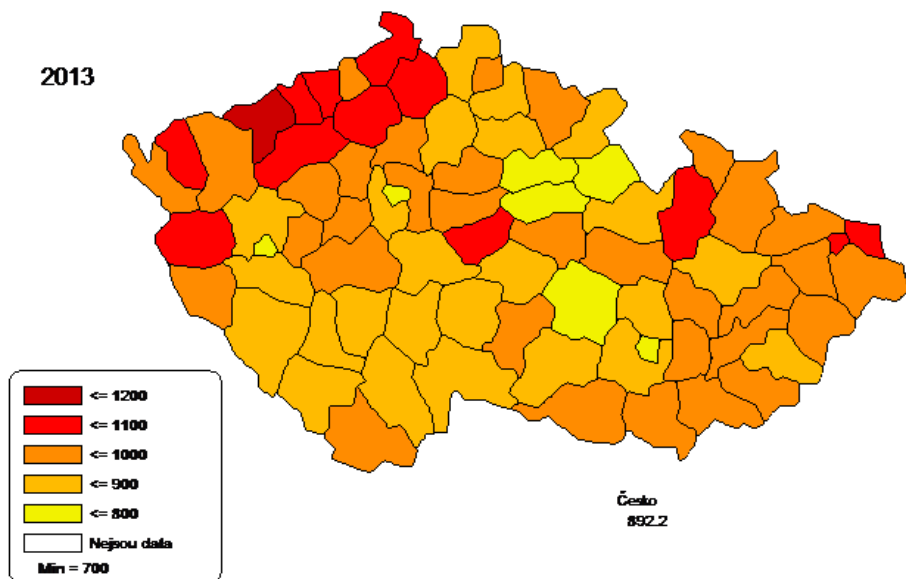 2013
<= 1200
<= 1100
<= 1000
<= 900
<= 800
Nejsou data
Min = 700
Česko
892.2